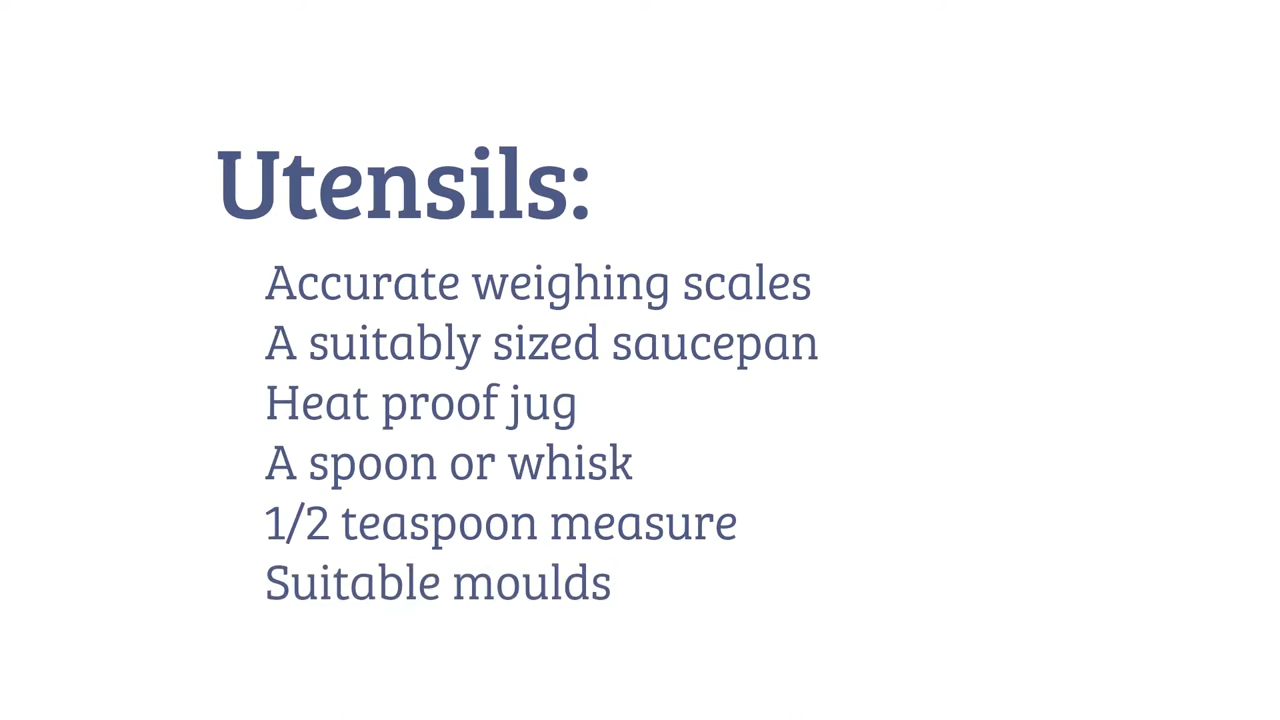 Utensils:
Accurate weighing scales
A suitably sized saucepan
Heat proof jug
A spoon or whisk
1/2 teaspoon measure
Suitable moulds